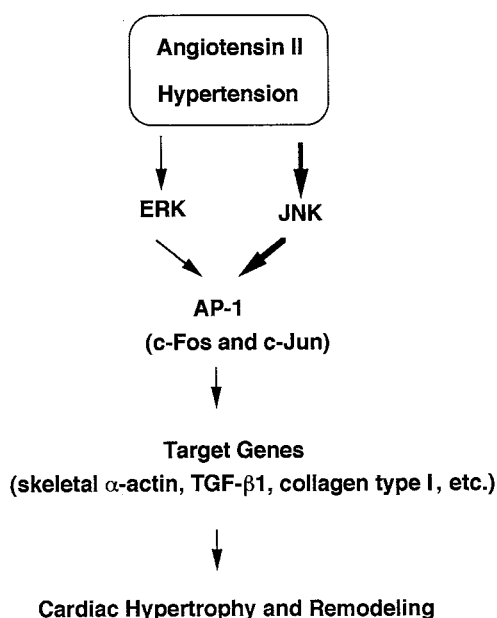 Angiotensin II
Hypertension
ERK JNK
AP-1
(c-Fos and c-Jun)
Target Genes
(skeletal α-actin, TGF-β1, collagen type I, etc.)
Cardiac Hypertrophy and Remodeling